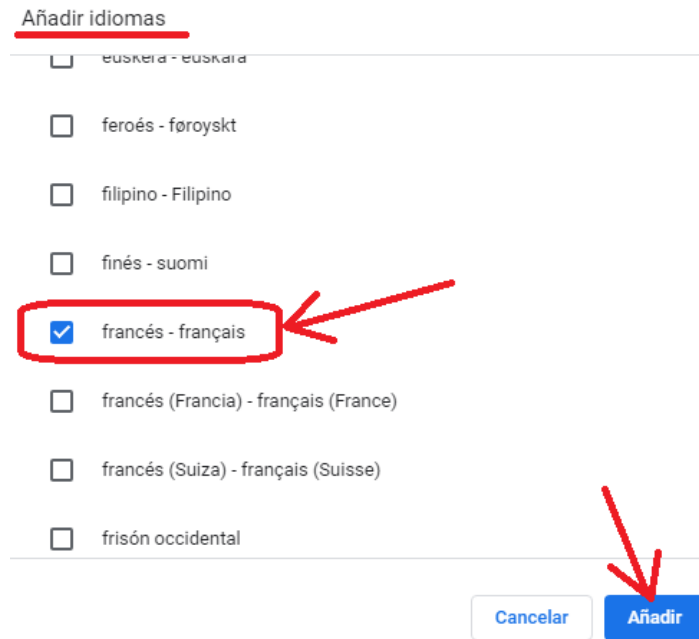 Añadir idiomas
euskera - euskara
feroés - føroyskt
filipino - Filipino
finés - suomi
francés - français
francés (Francia) - français (France)
francés (Suiza) - français (Suisse)
frisón occidental
Cancelar Añadir